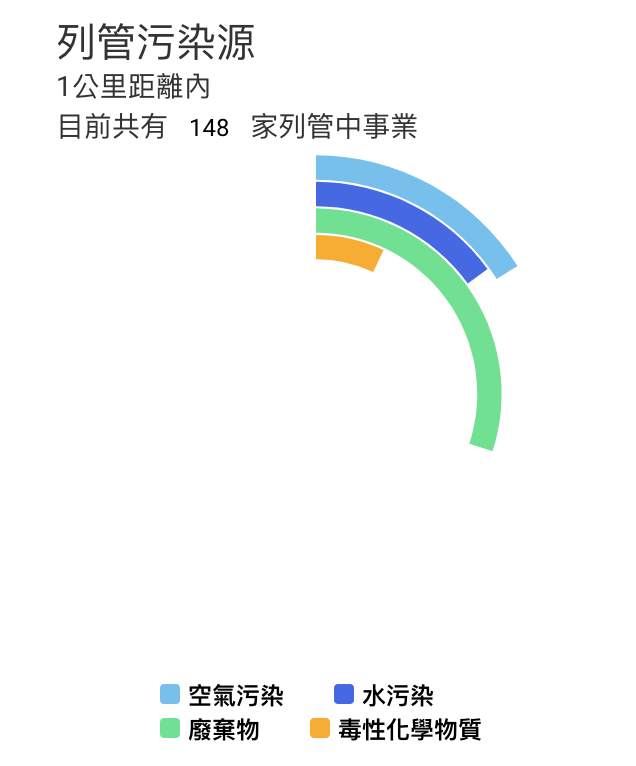 列管污染源
1公里距離內
目前共有 148 家列管中事業
空氣污染 水污染
廢棄物 毒性化學物質